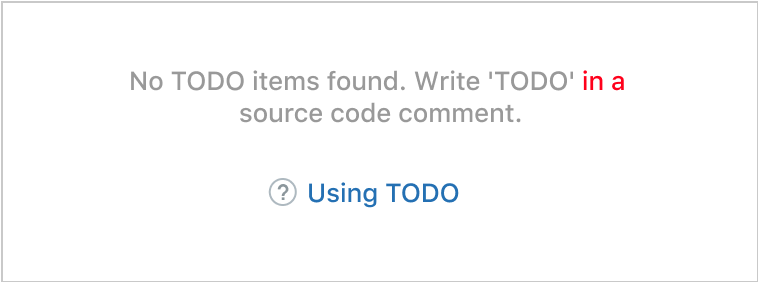 No TODO items found. Write 'TODO' in a
source code comment.
? Using TODO